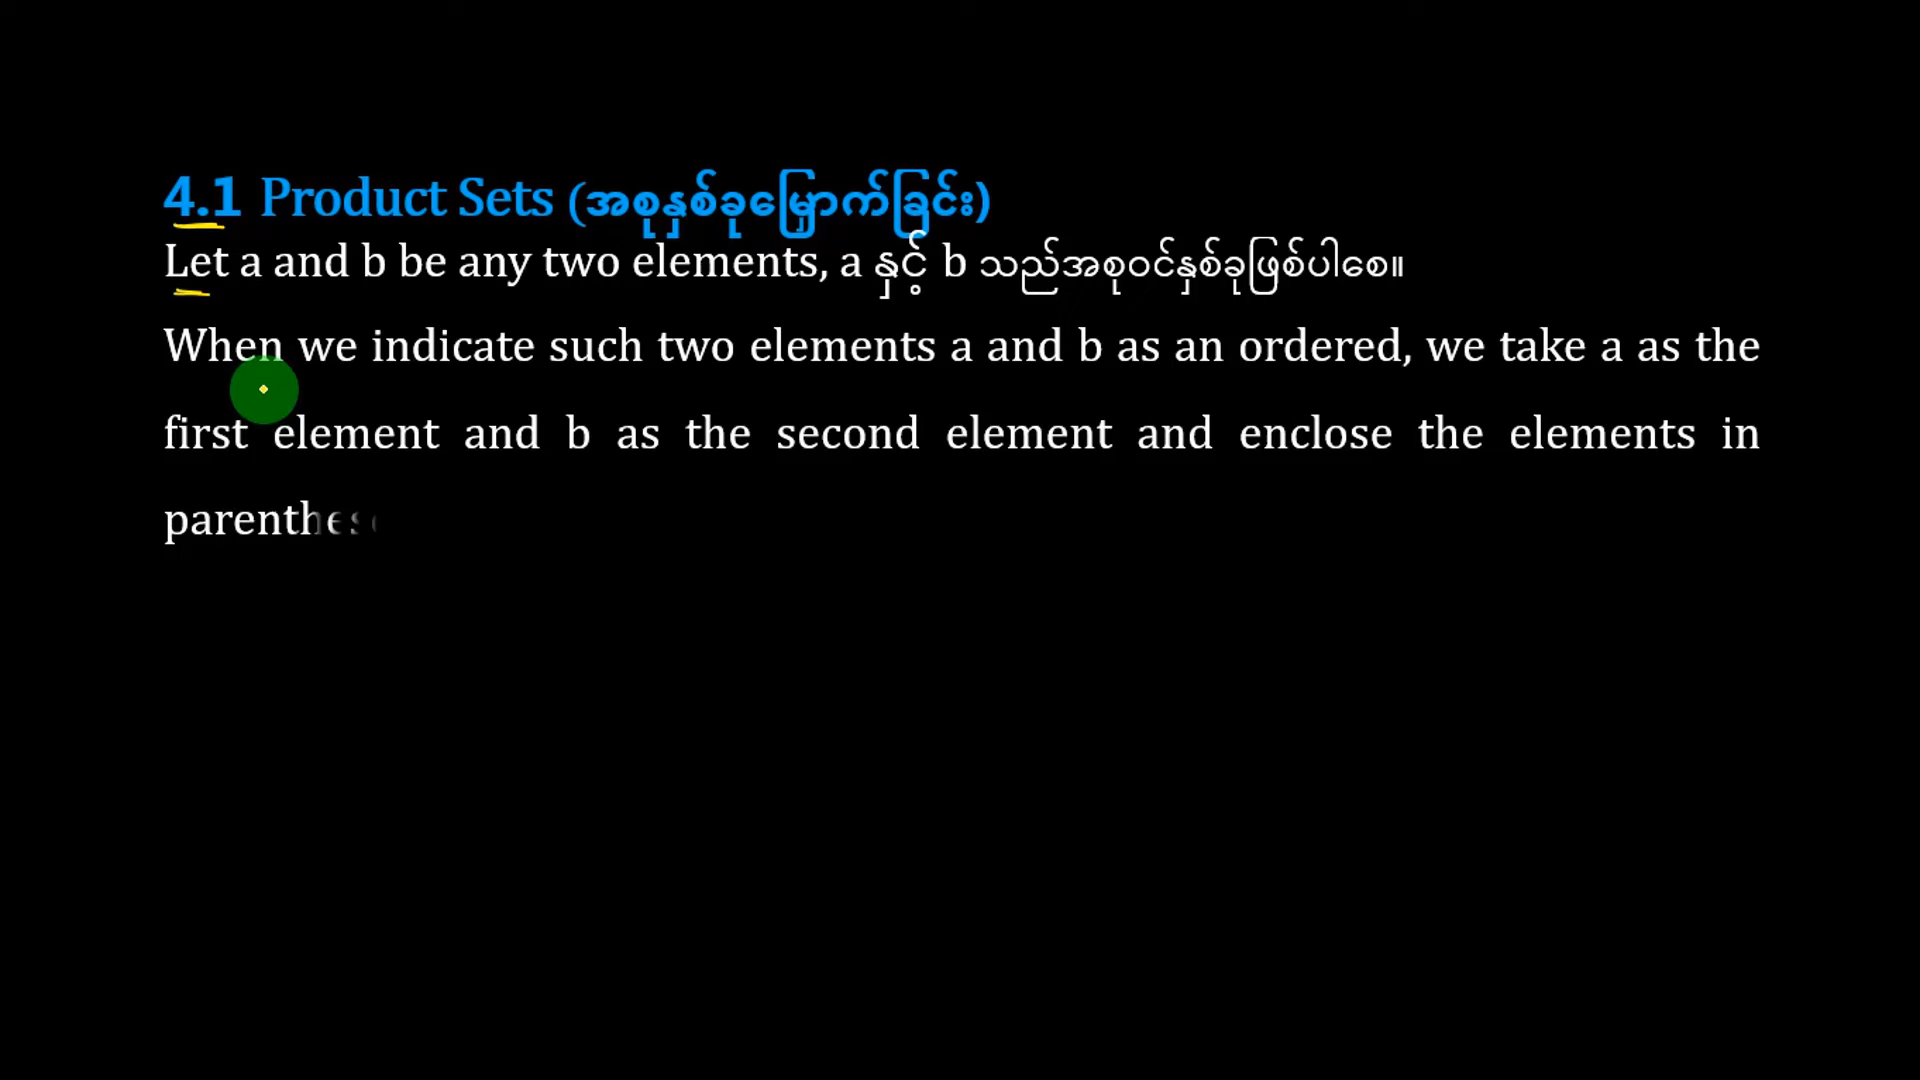 4.1 Product Sets (အစုနှစ်ခုမြှောက်ခြင်း)
Let a and b be any two elements, a နှင့် b သည်အစုဝင်နှစ်ခုဖြစ်ပါစေ။
When we indicate such two elements a and b as an ordered, we take a as the
first element and b as the second element and enclose the elements in